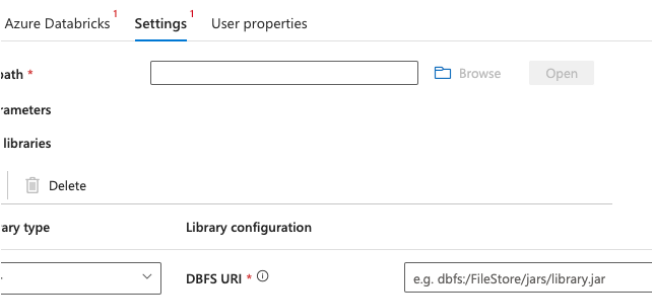 Azure Databricks 1 Settings 1 User properties
path * Browse Open
rameters
libraries
Delete
ary type Library configuration
DBFS URI * e.g. dbfs:/FileStore/jars/library.jar